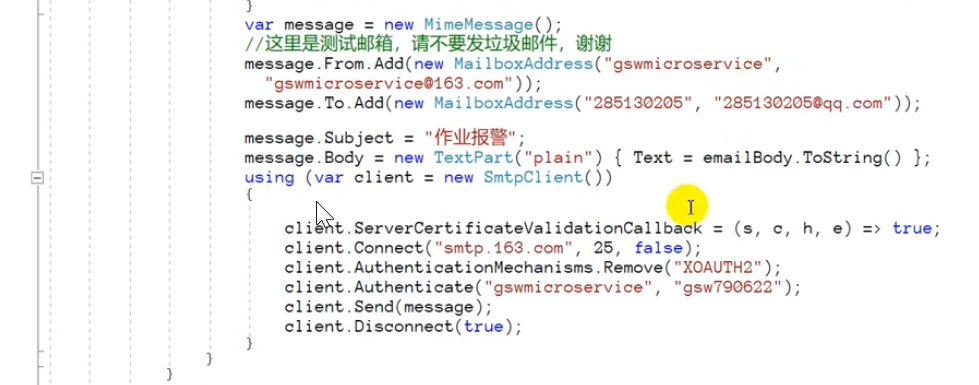 }
var message = new MimeMessage();
//这里是测试邮箱，请不要发垃圾邮件，谢谢
message.From.Add(new MailboxAddress("gswmicroservice",
"gswmicroservice@163.com"));
message.To.Add(new MailboxAddress("285130205", "285130205@qq.com"));
message.Subject = "作业报警";
message.Body = new TextPart("plain") { Text = emailBody.ToString() };
using (var client = new SmtpClient())
{
client.ServerCertificateValidationCallback = (s, c, h, e) => true;
client.Connect("smtp.163.com", 25, false);
client.AuthenticationMechanisms.Remove("XOAUTH2");
client.Authenticate("gswmicroservice", "gsw790622");
client.Send(message);
client.Disconnect(true);
}
}
}